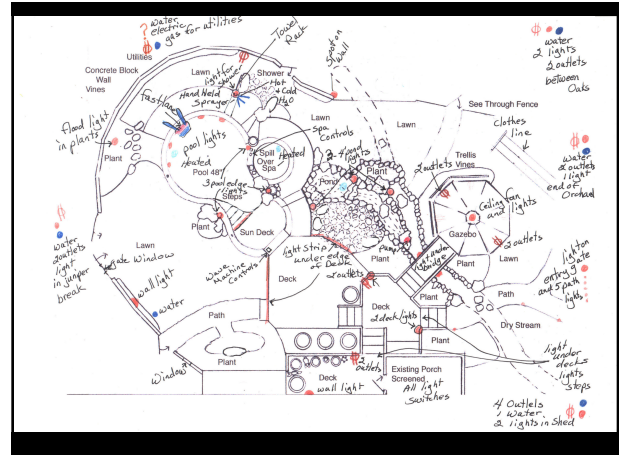 ?
water
electric
gas for utilities
Utilities
Concrete Block
Wall
Vines
Towel
Rack
Spot on
Wall
water
2 lights
2 outlets
between
Oaks
Lawn
light for
shower
Shower
Hot
& Cold
H2O
Hand Held
Sprayer
fastlane
flood light
in plants
Plant
pool lights
Heated
Pool 48"
3 pool edge
lights
Steps
Spill
Over
Spa
Heated
Spa
Controls
Lawn
Lawn
See Through Fence
clothes
line
2-4 pond
lights
Plant
Pond
2 outlets
Trellis
Vines
water
2 outlets
1 light
end of
Orchard
Ceiling fan
and lights
Gazebo
2 outlets
Plant
Sun Deck
light Strip
under edge
of Deck
pump
Plant
light under
bridge
Lawn
water
2 outlets
light
in juniper
break
Lawn
gate Window
wall light
water
Wave
Machine
Controls
Deck
2 outlets
Deck
Plant
Path
light on
entry gate
and 5 path
lights
Path
2 deck lights
Plant
Dry Stream
Window
Plant
Deck
wall light
2
outlets
Existing Porch
Screened
All light
Switches
light
under
decks
lights
steps
4 Outlets
1 Water
2 lights in Shed